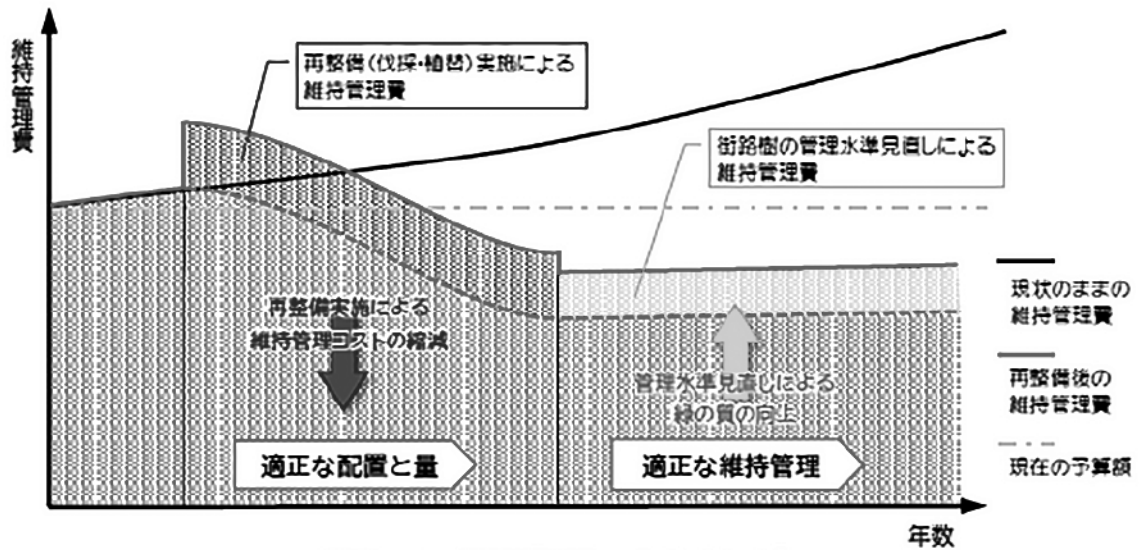 維持管理費
再整備(伐採・植替)実施による
維持管理費
街路樹の管理水準見直しによる
維持管理費
再整備実施による
維持管理コストの縮減
管理水準見直しによる
緑の質の向上
適正な配置と量
適正な維持管理
現状のままの
維持管理費
再整備後の
維持管理費
現在の予算額
年数